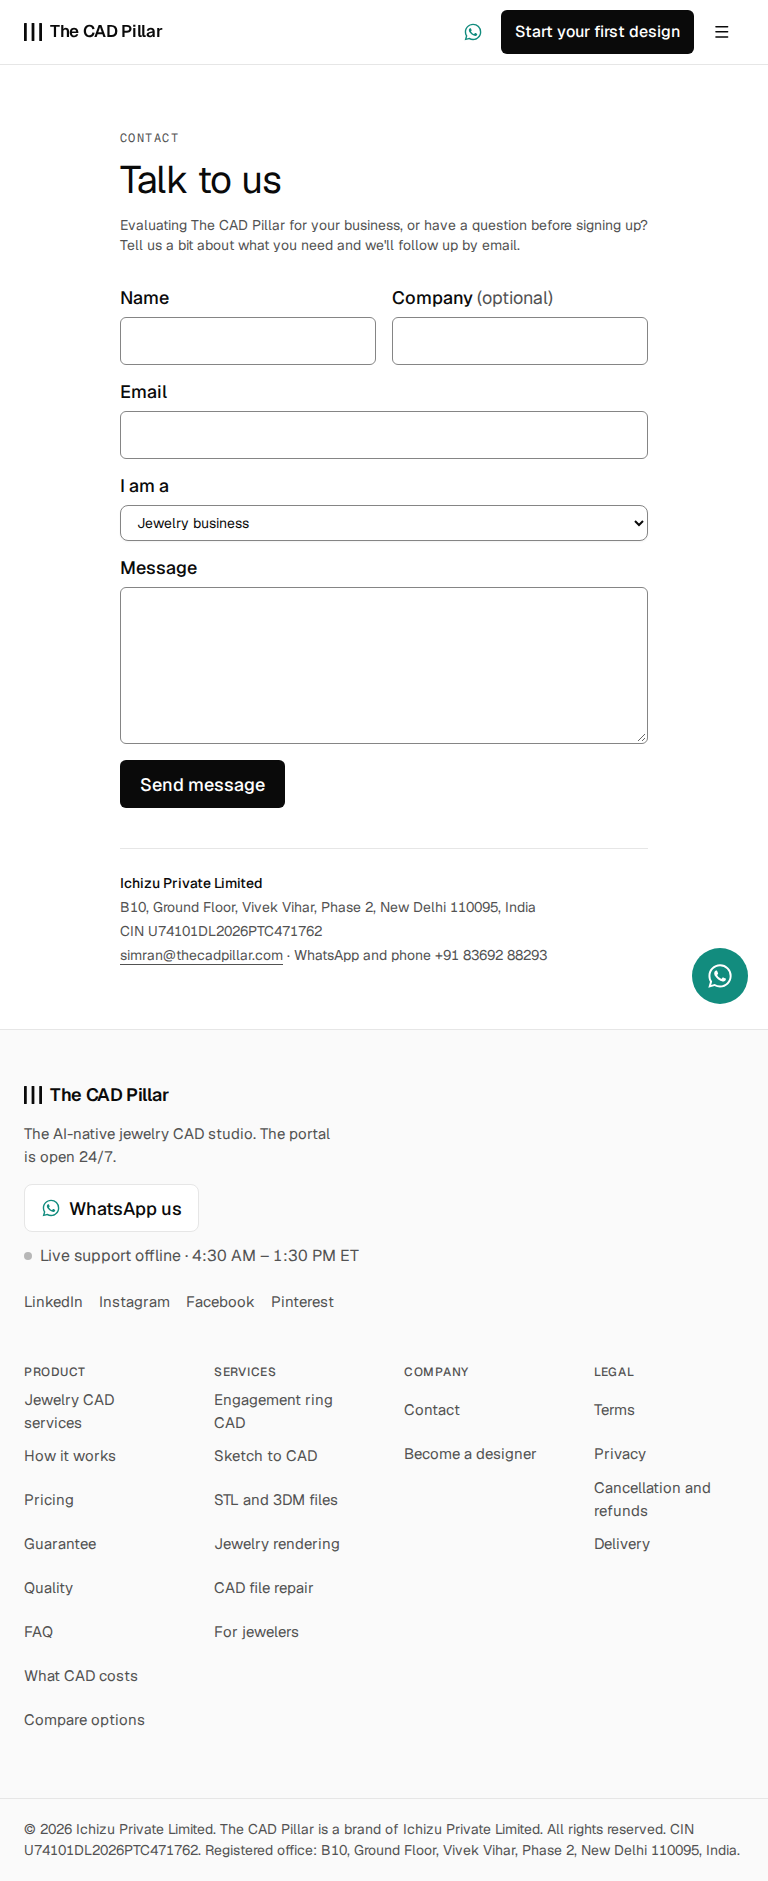 The CAD Pillar
Start your first design
CONTACT
Talk to us
Evaluating The CAD Pillar for your business, or have a question before signing up?
Tell us a bit about what you need and we'll follow up by email.
Name
Company (optional)
Email
I am a
Jewelry business
Message
Send message
Ichizu Private Limited
B10, Ground Floor, Vivek Vihar, Phase 2, New Delhi 110095, India
CIN U74101DL2026PTC471762
simran@thecadpillar.com · WhatsApp and phone +91 83692 88293
The CAD Pillar
The AI-native jewelry CAD studio. The portal
is open 24/7.
WhatsApp us
Live support offline · 4:30 AM – 1:30 PM ET
LinkedIn Instagram Facebook Pinterest
PRODUCT
Jewelry CAD
services
How it works
Pricing
Guarantee
Quality
FAQ
What CAD costs
Compare options
SERVICES
Engagement ring
CAD
Sketch to CAD
STL and 3DM files
Jewelry rendering
CAD file repair
For jewelers
COMPANY
Contact
Become a designer
LEGAL
Terms
Privacy
Cancellation and
refunds
Delivery
© 2026 Ichizu Private Limited. The CAD Pillar is a brand of Ichizu Private Limited. All rights reserved. CIN
U74101DL2026PTC471762. Registered office: B10, Ground Floor, Vivek Vihar, Phase 2, New Delhi 110095, India.